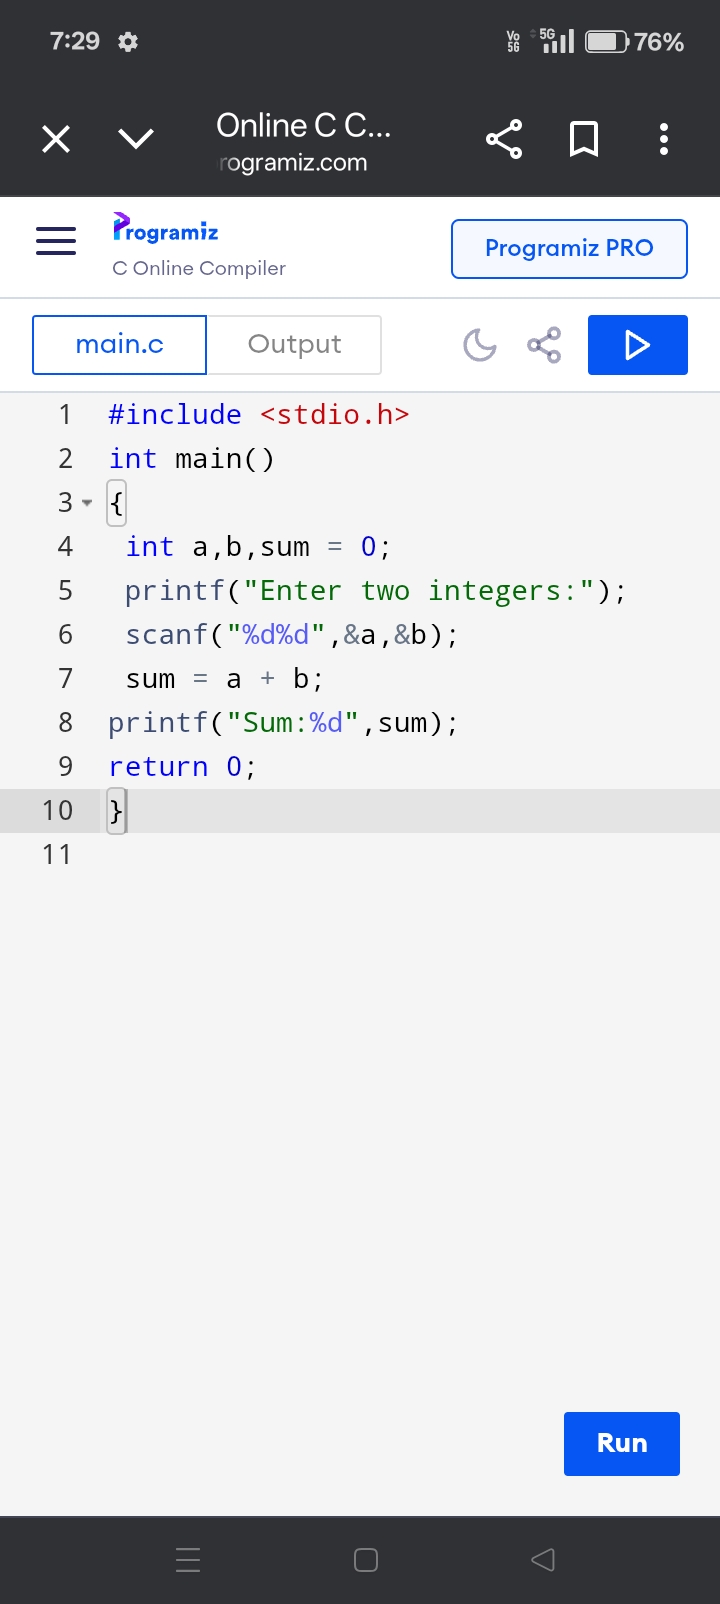 7:29
Vo 5G 5G 76%
Online C C...
rogramiz.com
Programiz
C Online Compiler
Programiz PRO
main.c
Output
1 #include <stdio.h>
2 int main()
3 {
4  int a,b,sum = 0;
5  printf("Enter two integers:");
6  scanf("%d%d",&a,&b);
7  sum = a + b;
8 printf("Sum:%d",sum);
9 return 0;
10 }
11
Run